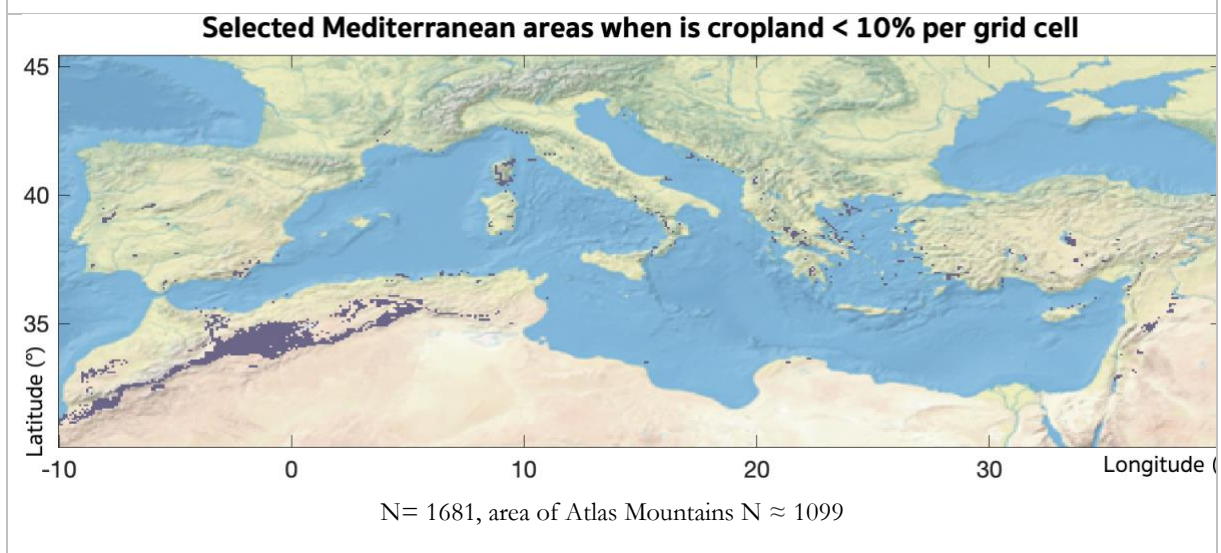 Selected Mediterranean areas when is cropland < 10% per grid cell
45
40
35
Latitude (°)
-10 0 10 20 30 Longitude (
N= 1681, area of Atlas Mountains N ≈ 1099